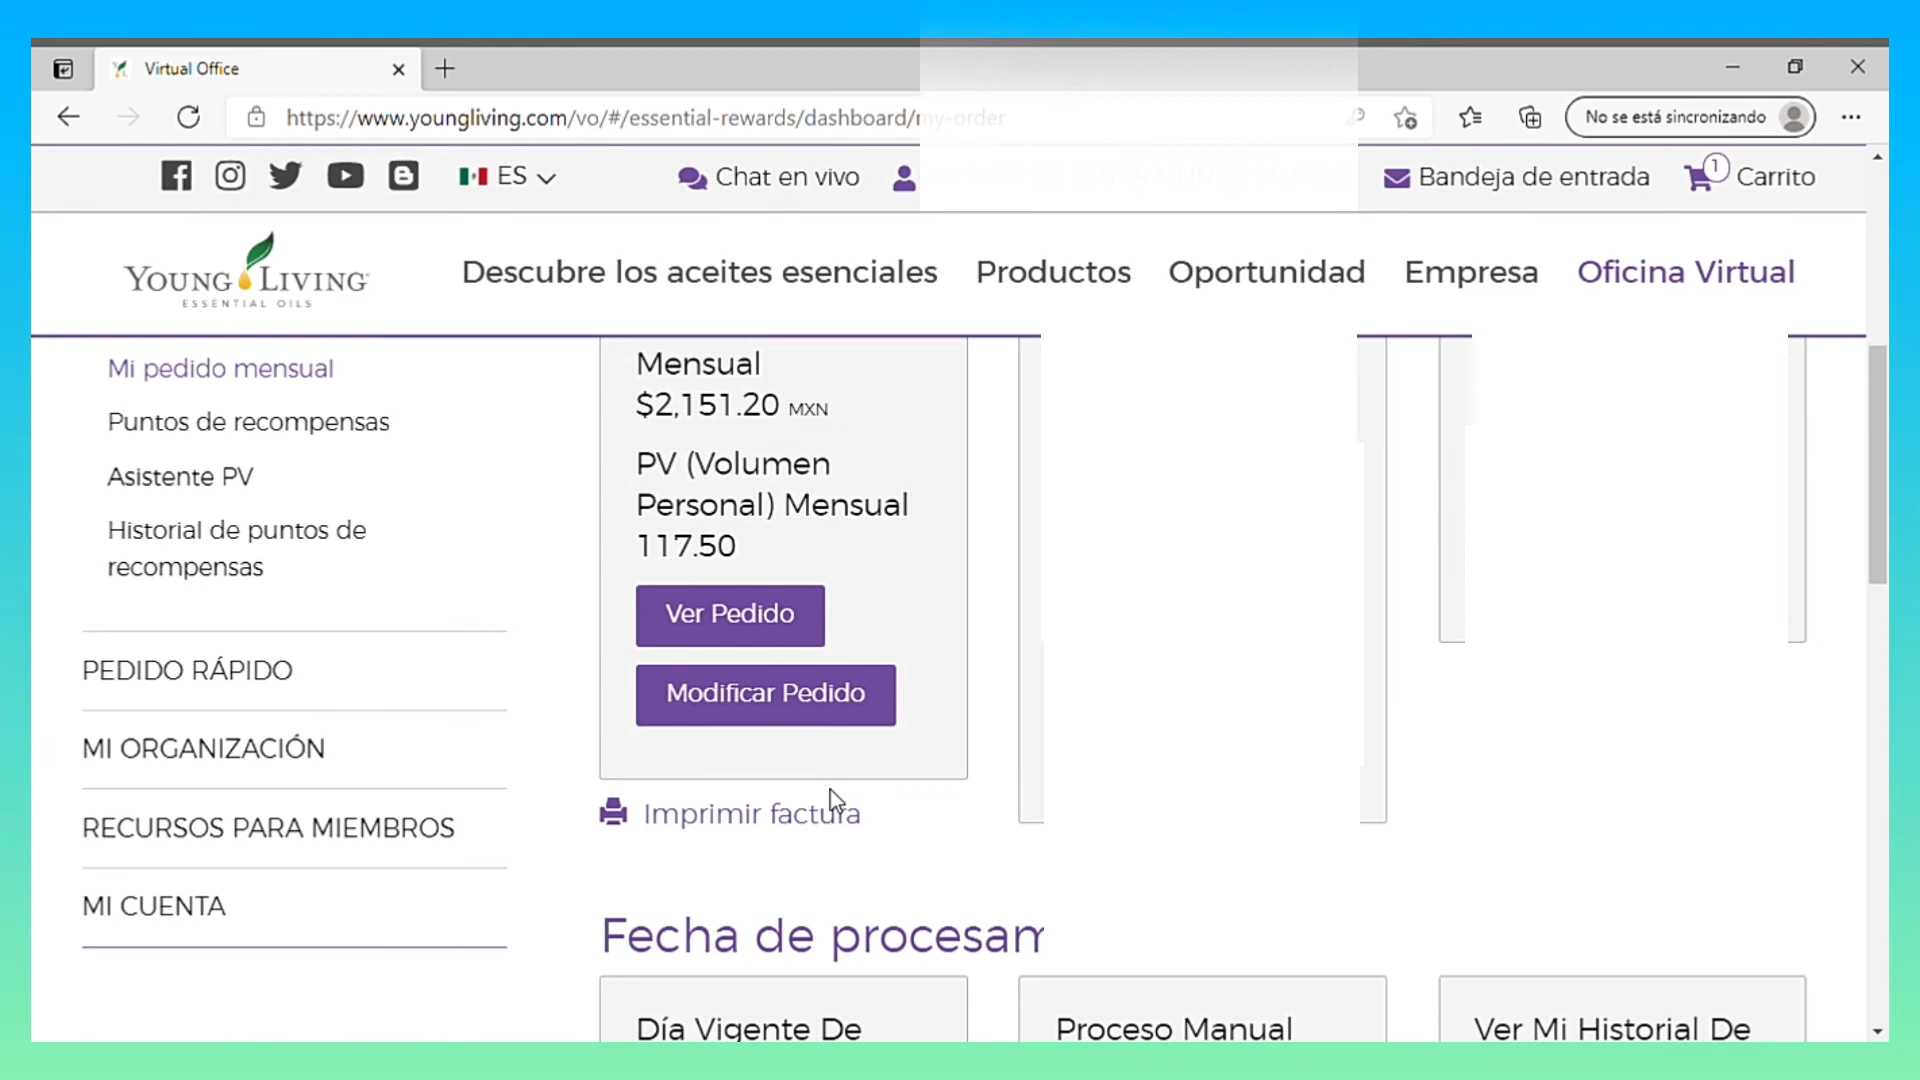 Virtual Office
https://www.youngliving.com/vo/#/essential-rewards/dashboard/my-order
No se está sincronizando
ES
Chat en vivo
Bandeja de entrada
1
Carrito
YOUNG LIVING
ESSENTIAL OILS
Descubre los aceites esenciales
Productos
Oportunidad
Empresa
Oficina Virtual
Mi pedido mensual
Puntos de recompensas
Asistente PV
Historial de puntos de
recompensas
PEDIDO RÁPIDO
MI ORGANIZACIÓN
RECURSOS PARA MIEMBROS
MI CUENTA
Mensual
$2,151.20 MXN
PV (Volumen
Personal) Mensual
117.50
Ver Pedido
Modificar Pedido
Imprimir factura
Fecha de procesam
Día Vigente De
Proceso Manual
Ver Mi Historial De